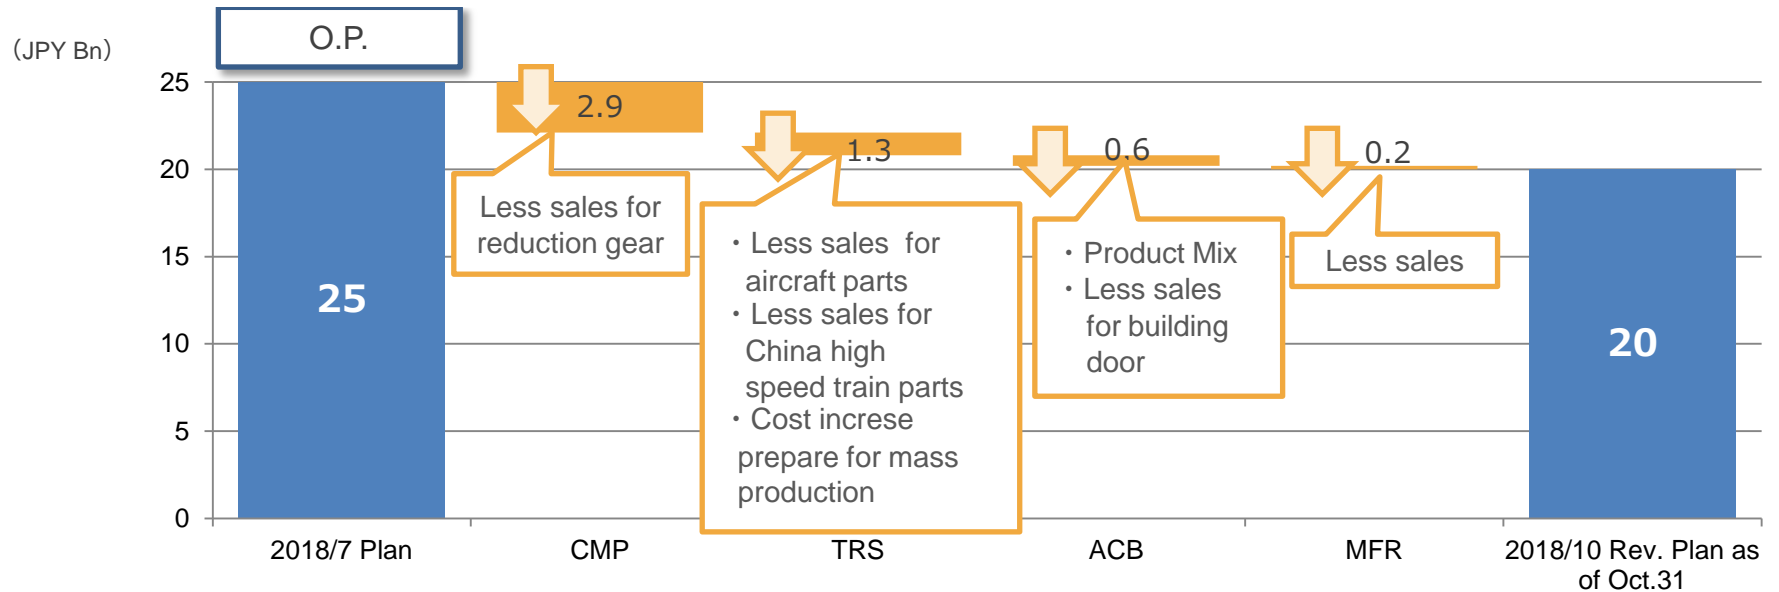 O.P.
（JPY Bn）
25
20
15
10
5
0
25
2.9
Less sales for
reduction gear
1.3
・Less sales for
aircraft parts
・Less sales for
China high
speed train parts
・Cost increse
prepare for mass
production
0.6
・Product Mix
・Less sales
for building
door
0.2
Less sales
20
2018/7 Plan
CMP
TRS
ACB
MFR
2018/10 Rev. Plan as
of Oct.31